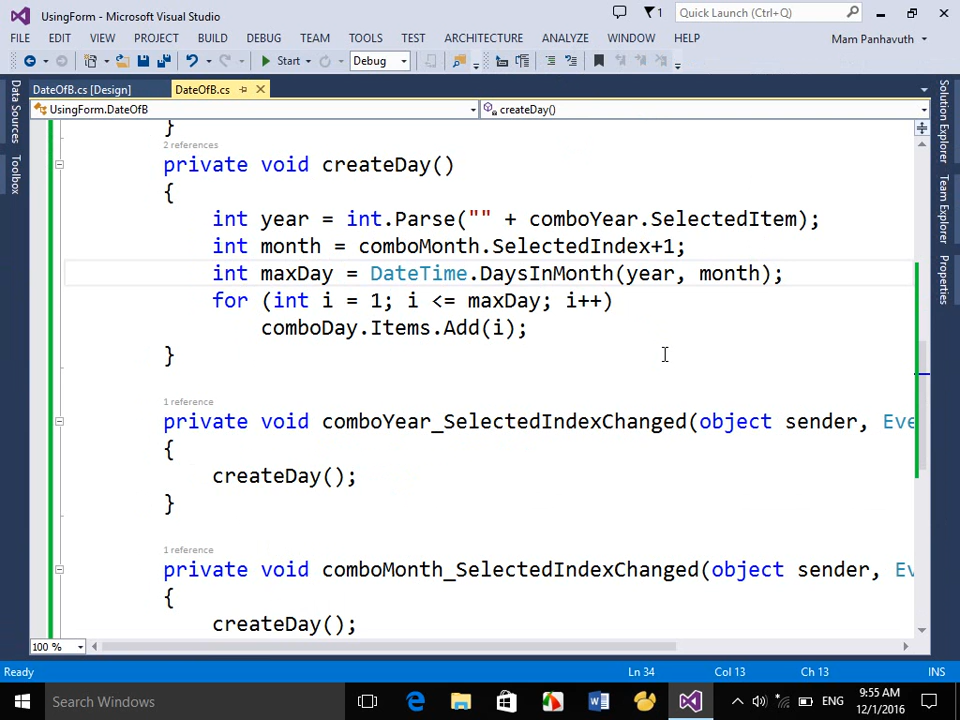 UsingForm - Microsoft Visual Studio
1
Quick Launch (Ctrl+Q)
FILE EDIT VIEW PROJECT BUILD DEBUG TEAM TOOLS TEST ARCHITECTURE ANALYZE WINDOW HELP
Mam Panhavuth
Start Debug
DateOfB.cs [Design] DateOfB.cs
UsingForm.DateOfB createDay()
Data Sources
Toolbox
Solution Explorer
Team Explorer
Properties
}
2 references
private void createDay()
{
int year = int.Parse("" + comboYear.SelectedItem);
int month = comboMonth.SelectedIndex+1;
int maxDay = DateTime.DaysInMonth(year, month);
for (int i = 1; i <= maxDay; i++)
comboDay.Items.Add(i);
}
1 reference
private void comboYear_SelectedIndexChanged(object sender, Eve
{
createDay();
}
1 reference
private void comboMonth_SelectedIndexChanged(object sender, Ev
{
createDay();
100 %
Ready Ln 34 Col 13 Ch 13 INS
Search Windows
ENG
9:55 AM
12/1/2016